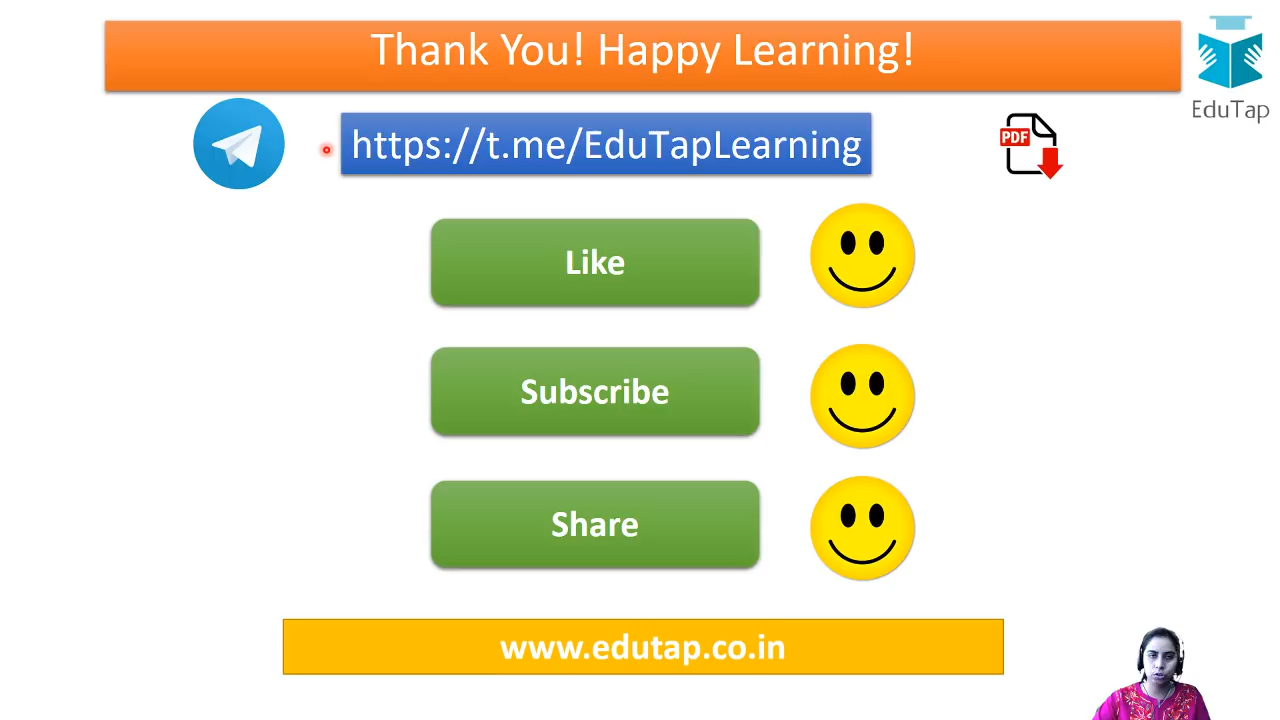 Thank You! Happy Learning!
EduTap
https://t.me/EduTapLearning
PDF
Like
Subscribe
Share
www.edutap.co.in